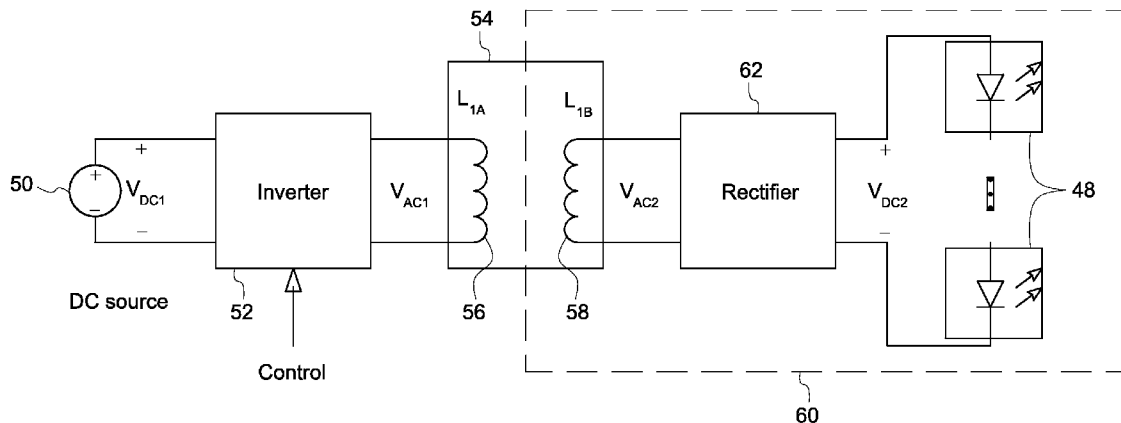 54
62
L1A
L1B
50
+
+
−
−
VDC1
Inverter
VAC1
VAC2
Rectifier
+
−
VDC2
48
DC source
52
56
58
Control
60